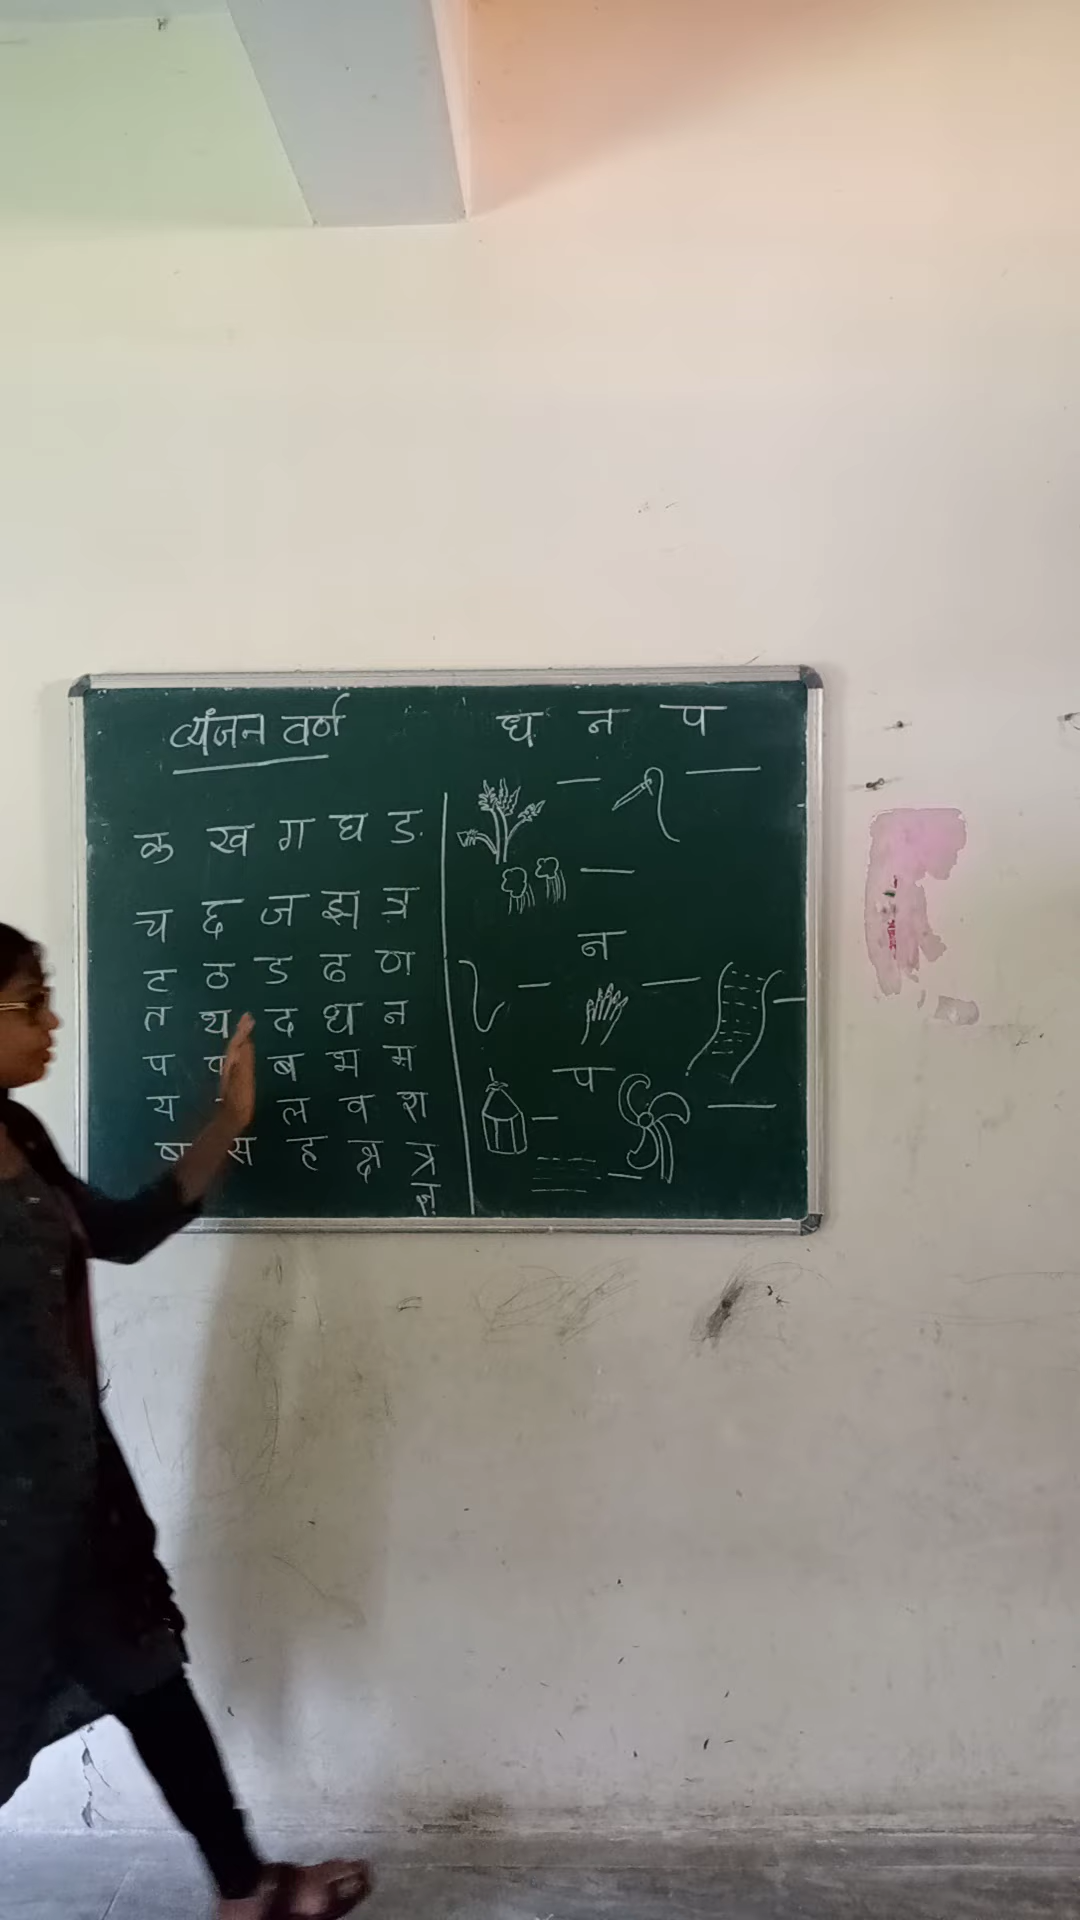 व्यंजन वर्ण
क ख ग घ ङ
च छ ज झ ञ
ट ठ ड ढ ण
त थ द ध न
प ब भ म
य ल व श
ष स ह क्ष त्र
ज्ञ
ध न प
न
प